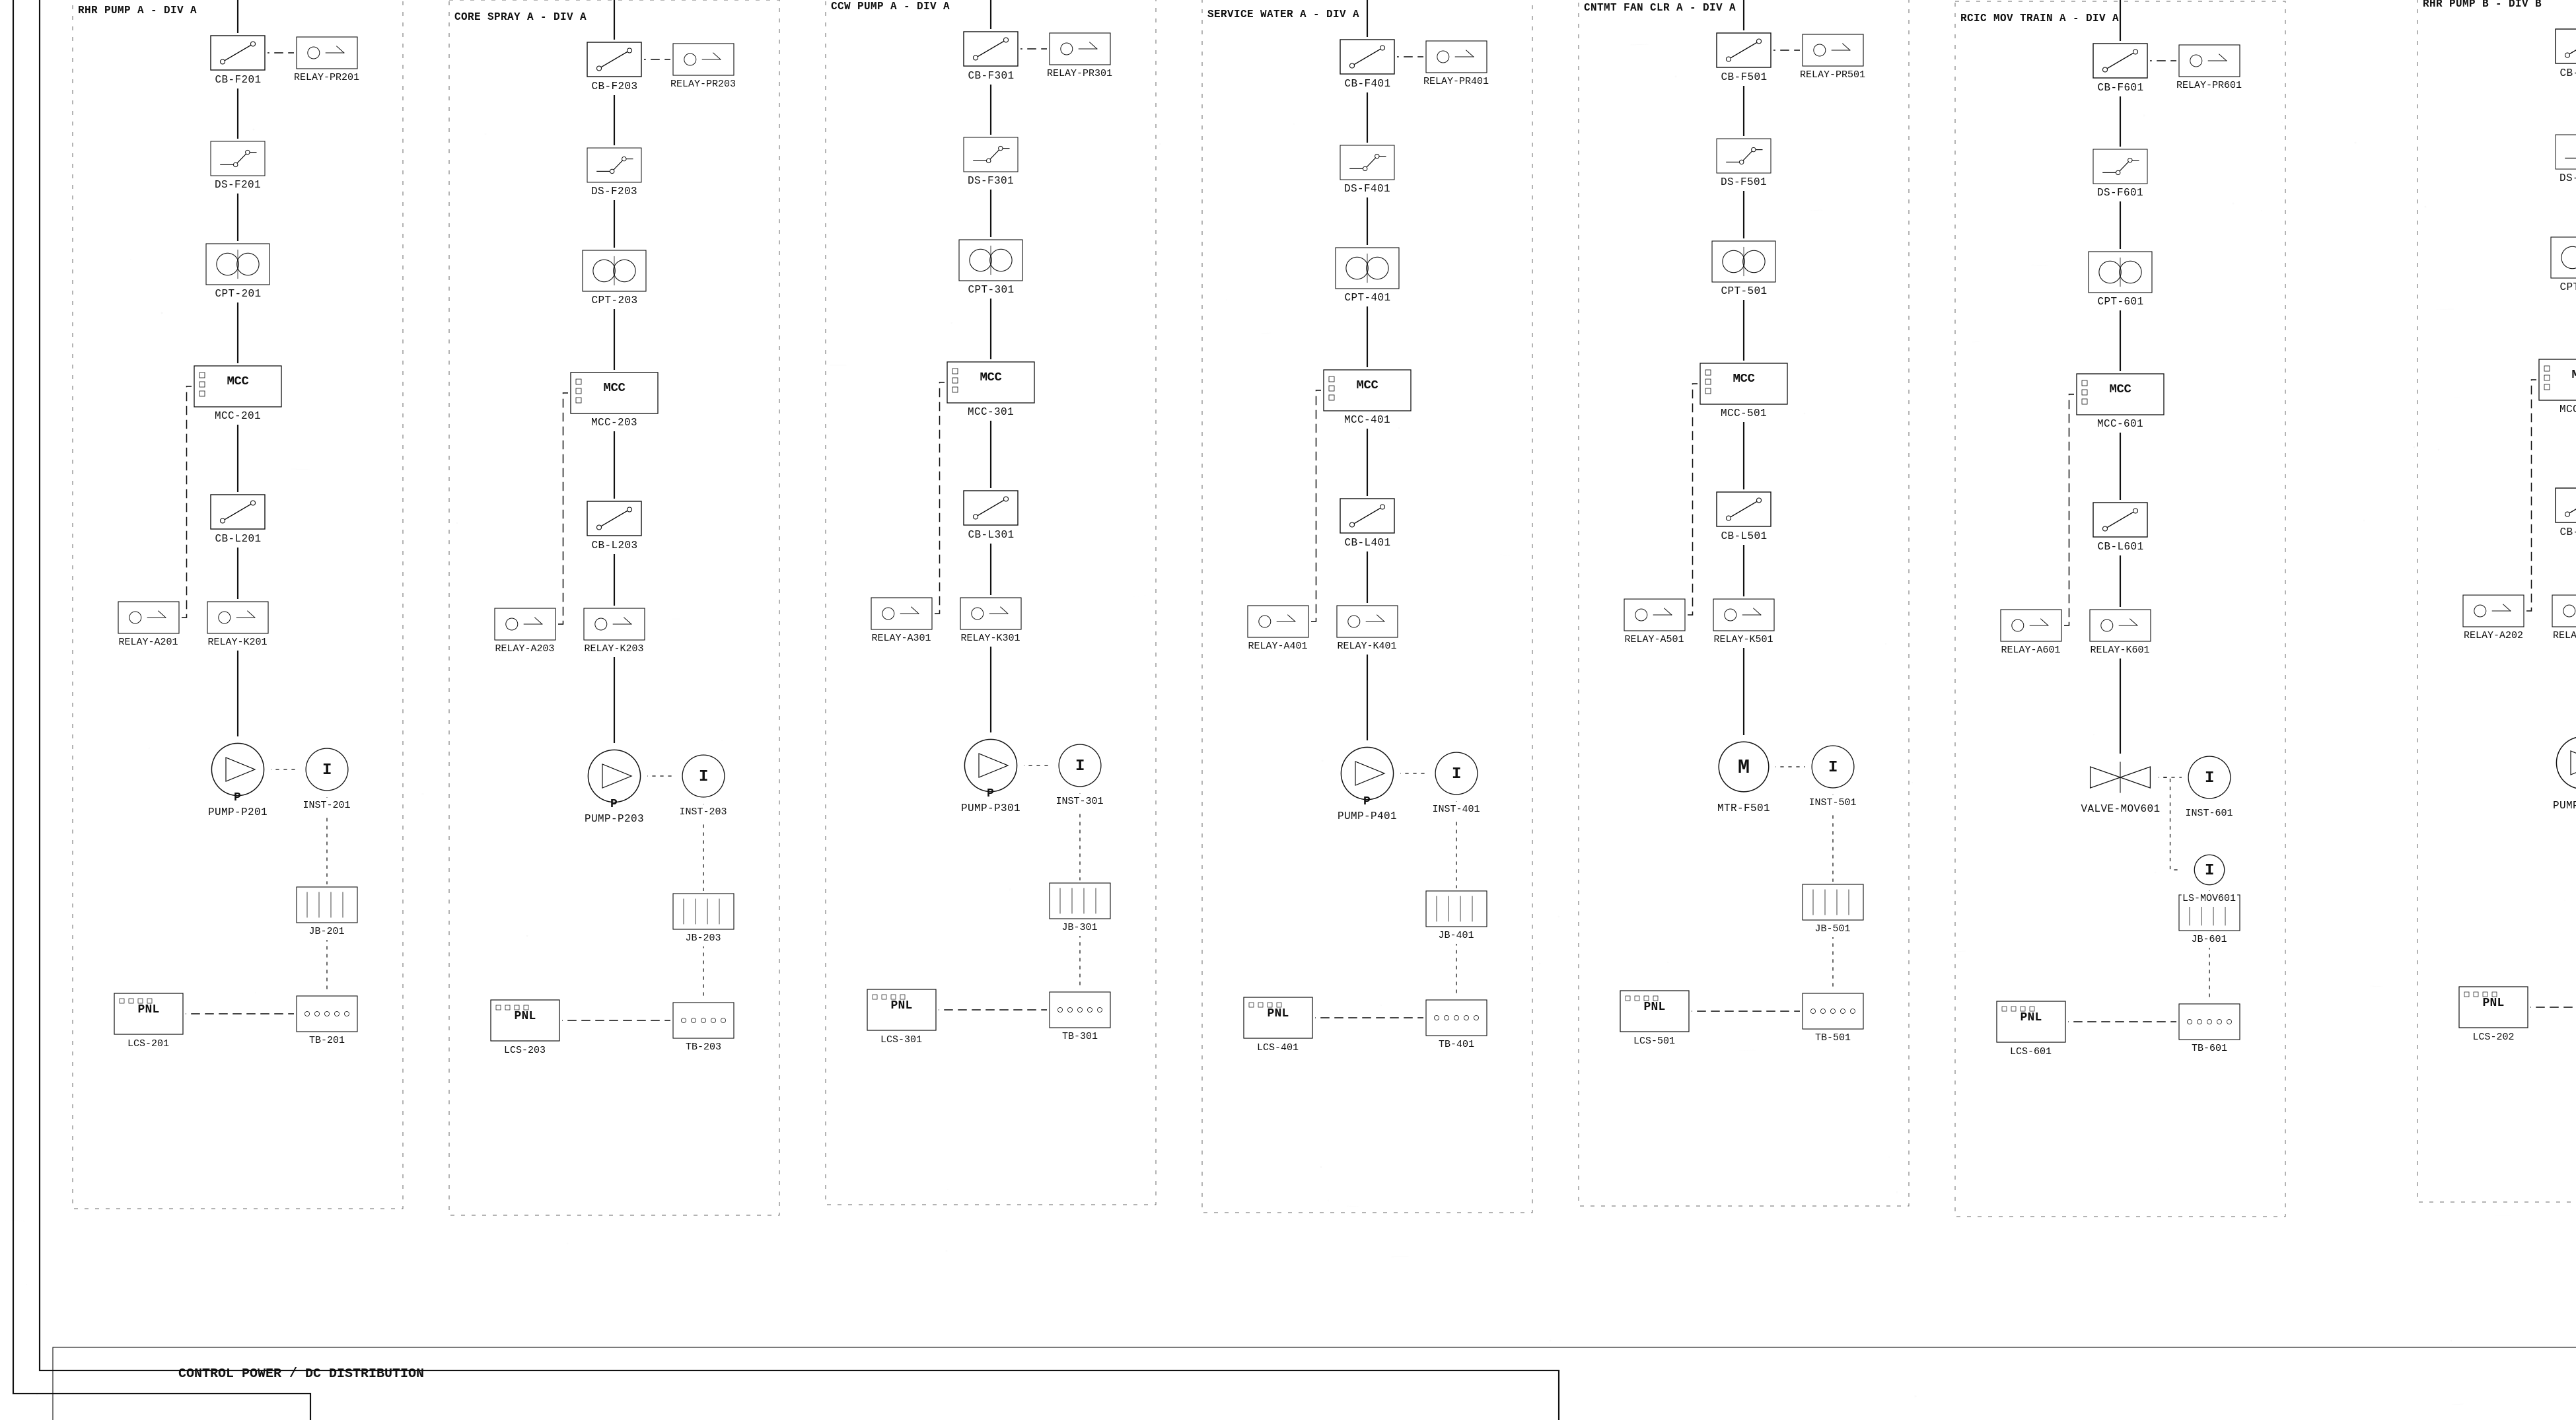 RHR PUMP A - DIV A
CB-F201
RELAY-PR201
DS-F201
CPT-201
MCC
MCC-201
CB-L201
RELAY-A201
RELAY-K201
P
I
PUMP-P201
INST-201
JB-201
PNL
LCS-201
TB-201
CORE SPRAY A - DIV A
CB-F203
RELAY-PR203
DS-F203
CPT-203
MCC
MCC-203
CB-L203
RELAY-A203
RELAY-K203
P
I
PUMP-P203
INST-203
JB-203
PNL
LCS-203
TB-203
CCW PUMP A - DIV A
CB-F301
RELAY-PR301
DS-F301
CPT-301
MCC
MCC-301
CB-L301
RELAY-A301
RELAY-K301
P
I
PUMP-P301
INST-301
JB-301
PNL
LCS-301
TB-301
SERVICE WATER A - DIV A
CB-F401
RELAY-PR401
DS-F401
CPT-401
MCC
MCC-401
CB-L401
RELAY-A401
RELAY-K401
P
I
PUMP-P401
INST-401
JB-401
PNL
LCS-401
TB-401
CNTMT FAN CLR A - DIV A
CB-F501
RELAY-PR501
DS-F501
CPT-501
MCC
MCC-501
CB-L501
RELAY-A501
RELAY-K501
M
I
MTR-F501
INST-501
JB-501
PNL
LCS-501
TB-501
RCIC MOV TRAIN A - DIV A
CB-F601
RELAY-PR601
DS-F601
CPT-601
MCC
MCC-601
CB-L601
RELAY-A601
RELAY-K601
I
VALVE-MOV601
INST-601
I
LS-MOV601
JB-601
PNL
LCS-601
TB-601
RHR PUMP B - DIV B
CB-
DS-
CPT
MCC
CB-
RELAY-A202
RELA
PUMP
PNL
LCS-202
CONTROL POWER / DC DISTRIBUTION